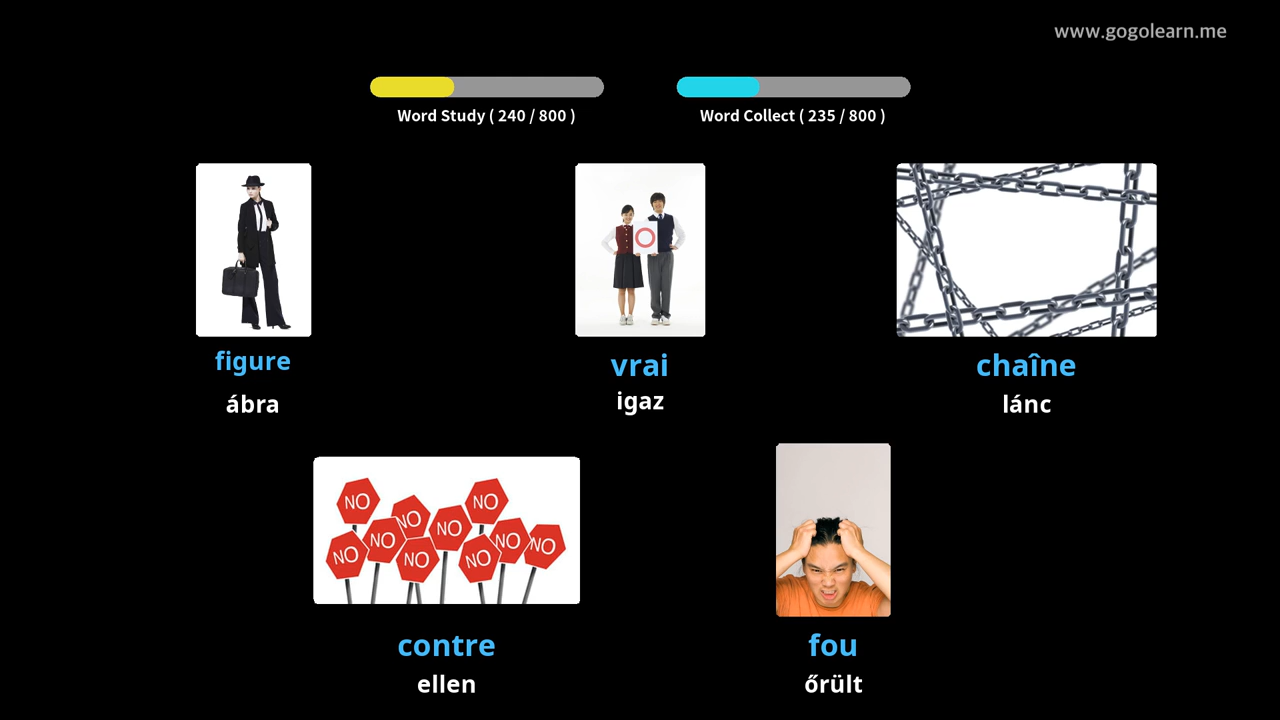 www.gogolearn.me
Word Study ( 240 / 800 )
Word Collect ( 235 / 800 )
figure
ábra
vrai
igaz
chaîne
lánc
NO
NO
NO
NO
NO
NO
NO
NO
NO
NO
contre
ellen
fou
őrült